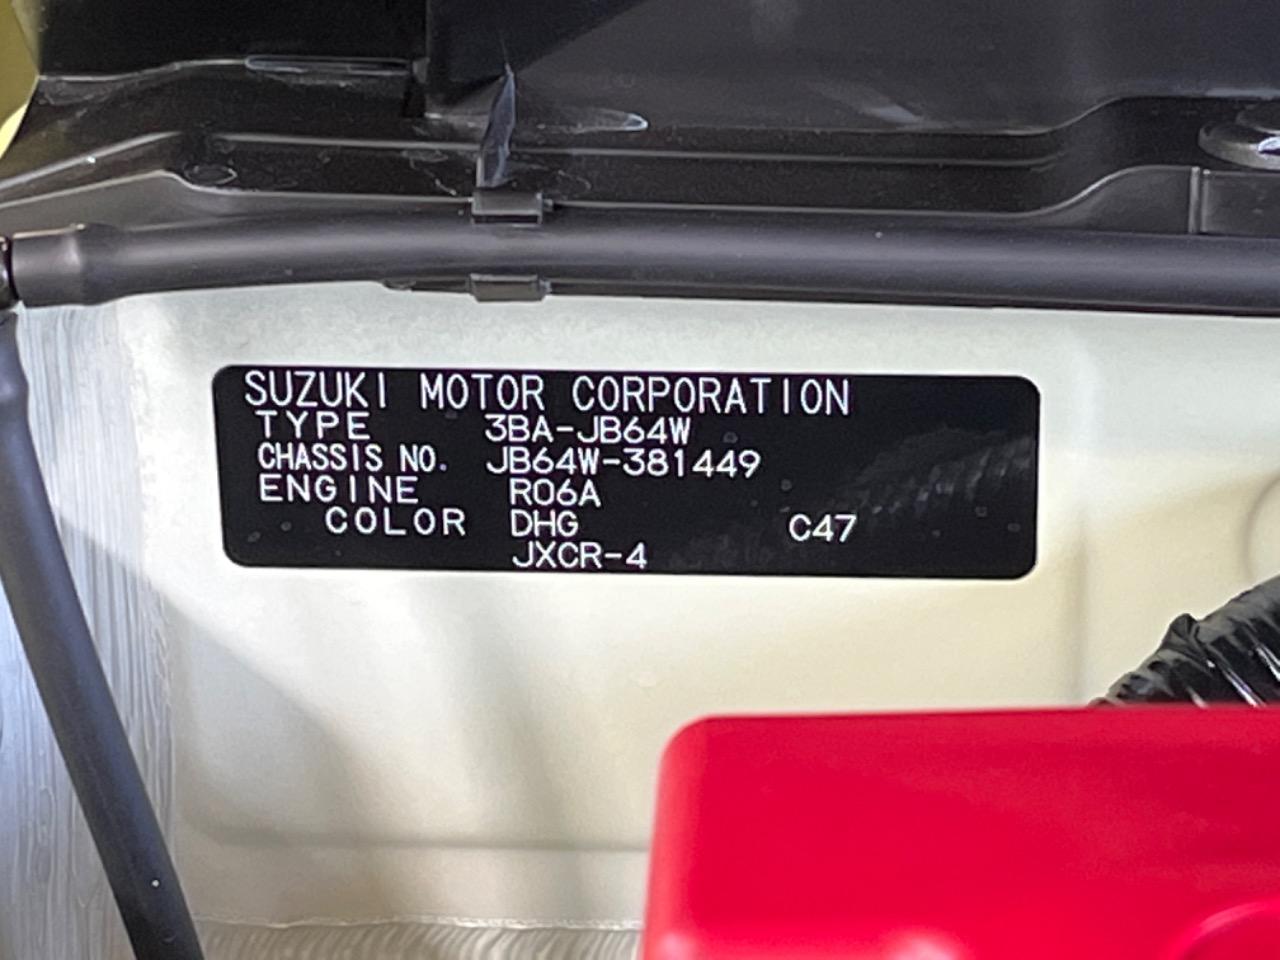 SUZUKI MOTOR CORPORATION
TYPE 3BA-JB64W
CHASSIS NO. JB64W-381449
ENGINE R06A
COLOR DHG C47
JXCR-4